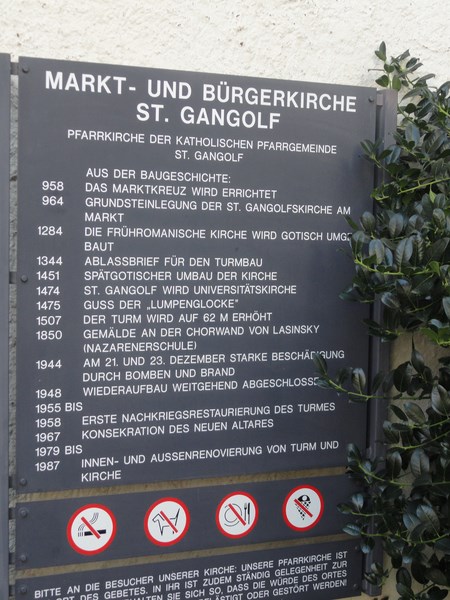 MARKT- UND BÜRGERKIRCHE
ST. GANGOLF
PFARRKIRCHE DER KATHOLISCHEN PFARRGEMEINDE
ST. GANGOLF
AUS DER BAUGESCHICHTE:
958 DAS MARKTKREUZ WIRD ERRICHTET
964 GRUNDSTEINLEGUNG DER ST. GANGOLFSKIRCHE AM
MARKT
1284 DIE FRÜHROMANISCHE KIRCHE WIRD GOTISCH UMGE
BAUT
1344 ABLASSBRIEF FÜR DEN TURMBAU
1451 SPÄTGOTISCHER UMBAU DER KIRCHE
1474 ST. GANGOLF WIRD UNIVERSITÄTSKIRCHE
1475 GUSS DER „LUMPENGLOCKE"
1507 DER TURM WIRD AUF 62 M ERHÖHT
1850 GEMÄLDE AN DER CHORWAND VON LASINSKY
(NAZARENERSCHULE)
1944 AM 21. UND 23. DEZEMBER STARKE BESCHÄDIGUNG
DURCH BOMBEN UND BRAND
1948 WIEDERAUFBAU WEITGEHEND ABGESCHLOSSE
1955 BIS
1958 ERSTE NACHKRIEGSRESTAURIERUNG DES TURMES
1967 KONSEKRATION DES NEUEN ALTARES
1979 BIS
1987 INNEN- UND AUSSENRENOVIERUNG VON TURM UND
KIRCHE
BITTE AN DIE BESUCHER UNSERER KIRCHE: UNSERE PFARRKIRCHE IST
DES GEBETES. IN IHR IST ZUDEM STÄNDIG GELEGENHEIT ZUR
SIE SICH SO, DASS DIE WÜRDE DES ORTES
ODER GESTÖRT WERDEN!